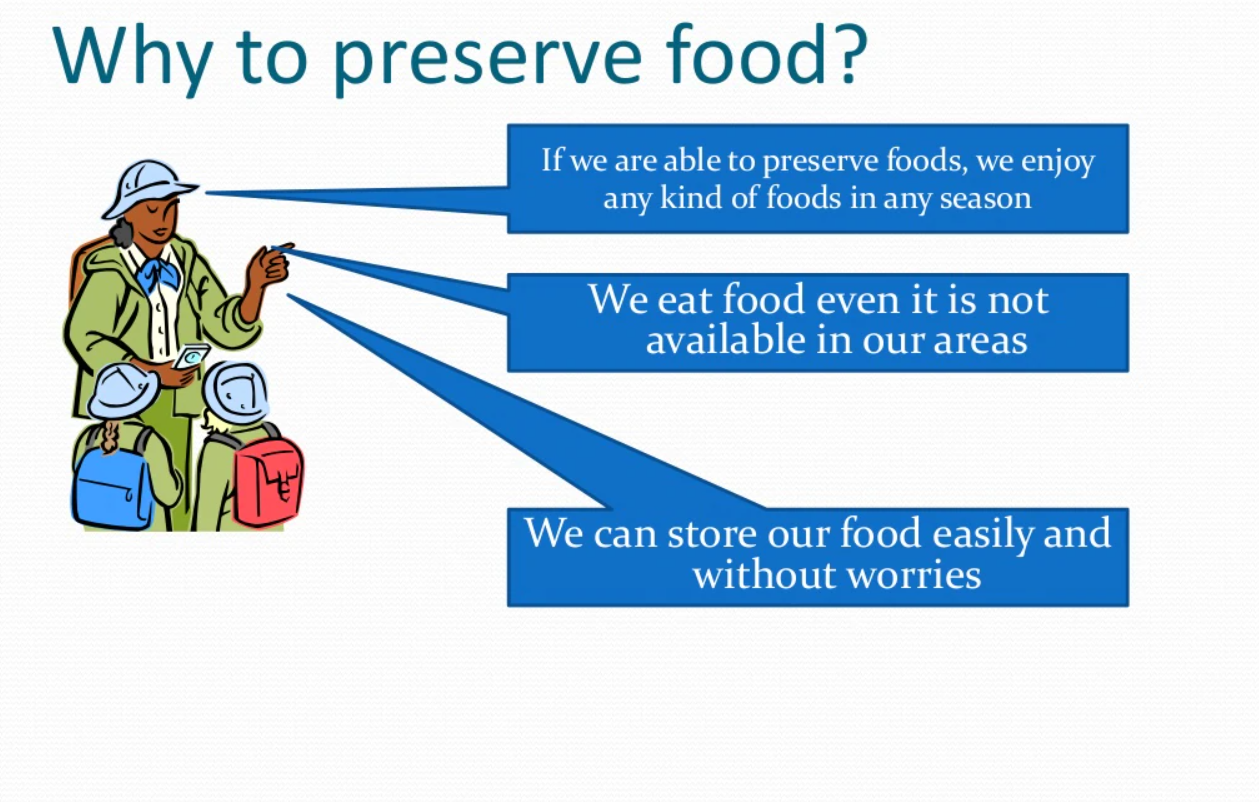 Why to preserve food?
If we are able to preserve foods, we enjoy
any kind of foods in any season
We eat food even it is not
available in our areas
We can store our food easily and
without worries